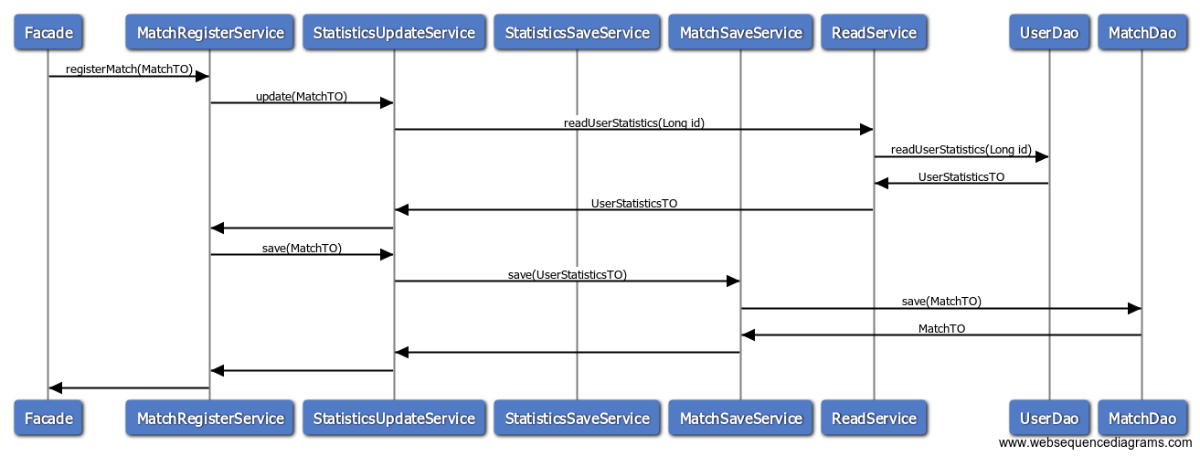 Facade MatchRegisterService StatisticsUpdateService StatisticsSaveService MatchSaveService ReadService UserDao MatchDao
registerMatch(MatchTO)
update(MatchTO)
readUserStatistics(Long id)
readUserStatistics(Long id)
UserStatisticsTO
UserStatisticsTO
save(MatchTO)
save(UserStatisticsTO)
save(MatchTO)
MatchTO
Facade MatchRegisterService StatisticsUpdateService StatisticsSaveService MatchSaveService ReadService UserDao MatchDao
www.websequencediagrams.com